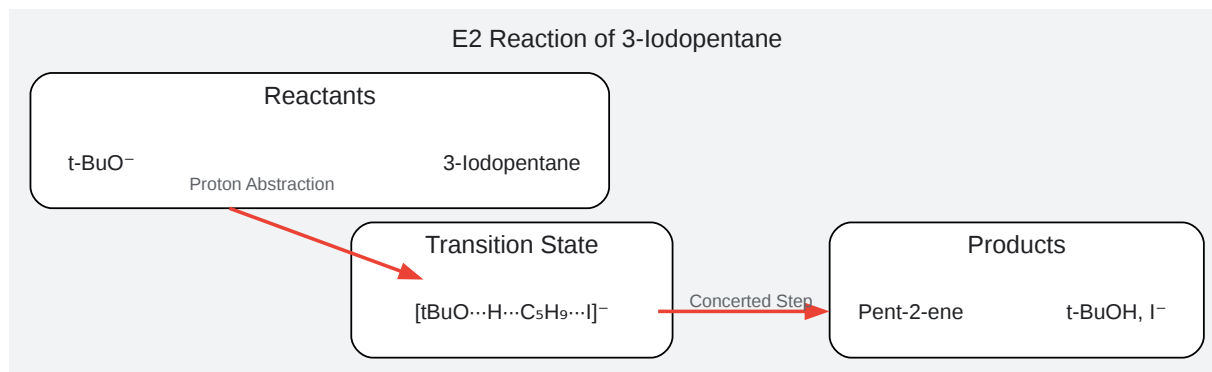 E2 Reaction of 3-Iodopentane
Reactants
t-BuO⁻
3-Iodopentane
Proton Abstraction
Transition State
[tBuO···H···C₅H₉···I]⁻
Concerted Step
Products
Pent-2-ene
t-BuOH, I⁻